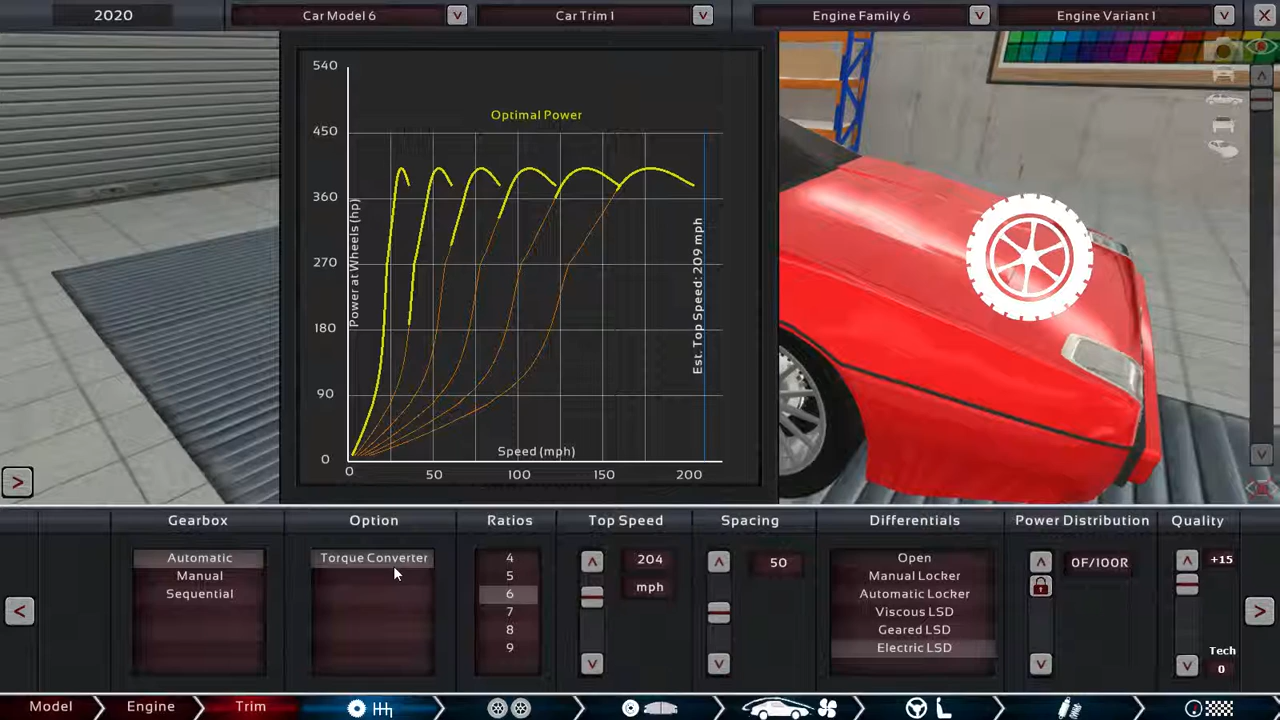 2020
Car Model 6
Car Trim 1
Engine Family 6
Engine Variant 1
540
450
360
270
180
90
0
Optimal Power
Power at Wheels (hp)
Est. Top Speed: 209 mph
Speed (mph)
0 50 100 150 200
Gearbox
Automatic
Manual
Sequential
Option
Torque Converter
Ratios
4
5
6
7
8
9
Top Speed
204
mph
Spacing
50
Differentials
Open
Manual Locker
Automatic Locker
Viscous LSD
Geared LSD
Electric LSD
Power Distribution
0F/100R
Quality
+15
Tech
0
Model
Engine
Trim